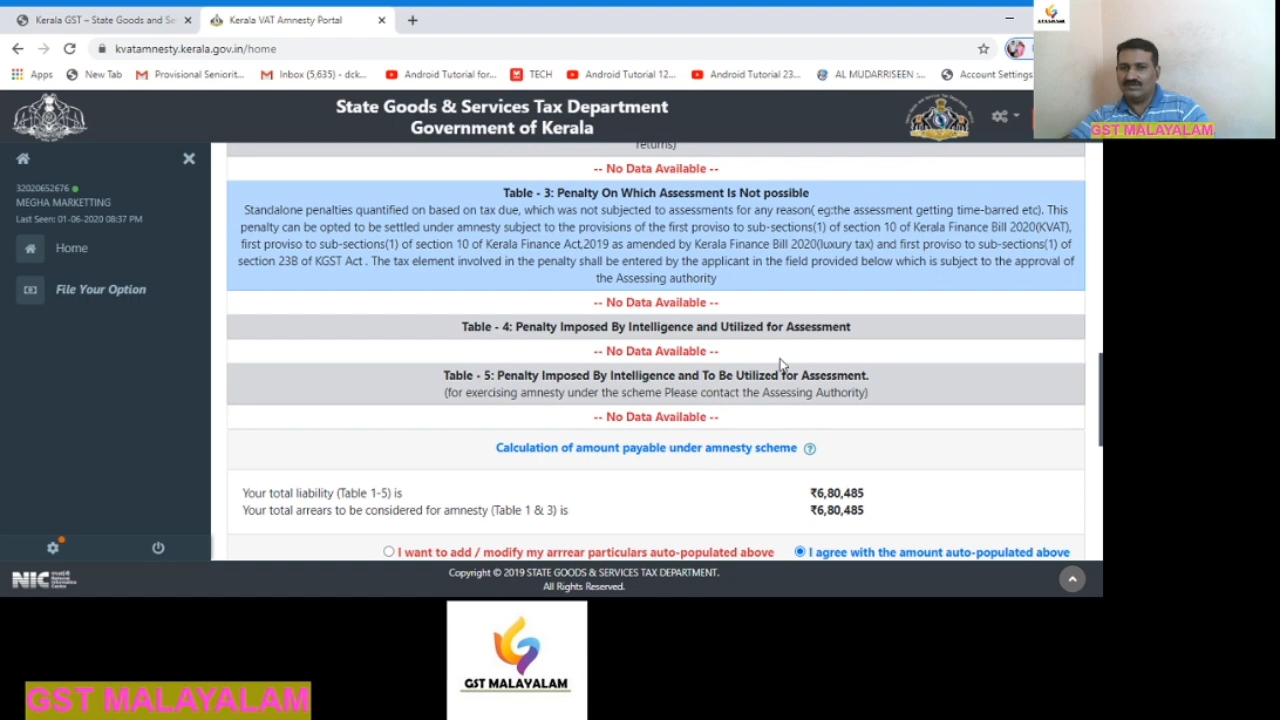 Kerala GST – State Goods and Se
Kerala VAT Amnesty Portal
kvatamnesty.kerala.gov.in/home
Apps
New Tab
Provisional Seniorit...
Inbox (5,635) - dck...
Android Tutorial for...
TECH
Android Tutorial 12...
Android Tutorial 23...
AL MUDARRISEEN :...
Account Settings
GST MALAYALAM
State Goods & Services Tax Department
Government of Kerala
32020652676
MEGHA MARKETTING
Last Seen: 01-06-2020 08:37 PM
Home
File Your Option
returns)
-- No Data Available --
Table - 3: Penalty On Which Assessment Is Not possible
Standalone penalties quantified on based on tax due, which was not subjected to assessments for any reason( eg:the assessment getting time-barred etc). This
penalty can be opted to be settled under amnesty subject to the provisions of the first proviso to sub-sections(1) of section 10 of Kerala Finance Bill 2020(KVAT),
first proviso to sub-sections(1) of section 10 of Kerala Finance Act,2019 as amended by Kerala Finance Bill 2020(luxury tax) and first proviso to sub-sections(1) of
section 23B of KGST Act . The tax element involved in the penalty shall be entered by the applicant in the field provided below which is subject to the approval of
the Assessing authority
-- No Data Available --
Table - 4: Penalty Imposed By Intelligence and Utilized for Assessment
-- No Data Available --
Table - 5: Penalty Imposed By Intelligence and To Be Utilized for Assessment.
(for exercising amnesty under the scheme Please contact the Assessing Authority)
-- No Data Available --
Calculation of amount payable under amnesty scheme
Your total liability (Table 1-5) is ₹6,80,485
Your total arrears to be considered for amnesty (Table 1 & 3) is ₹6,80,485
I want to add / modify my arrrear particulars auto-populated above
I agree with the amount auto-populated above
NIC
Copyright © 2019 STATE GOODS & SERVICES TAX DEPARTMENT.
All Rights Reserved.
GST MALAYALAM
GST MALAYALAM